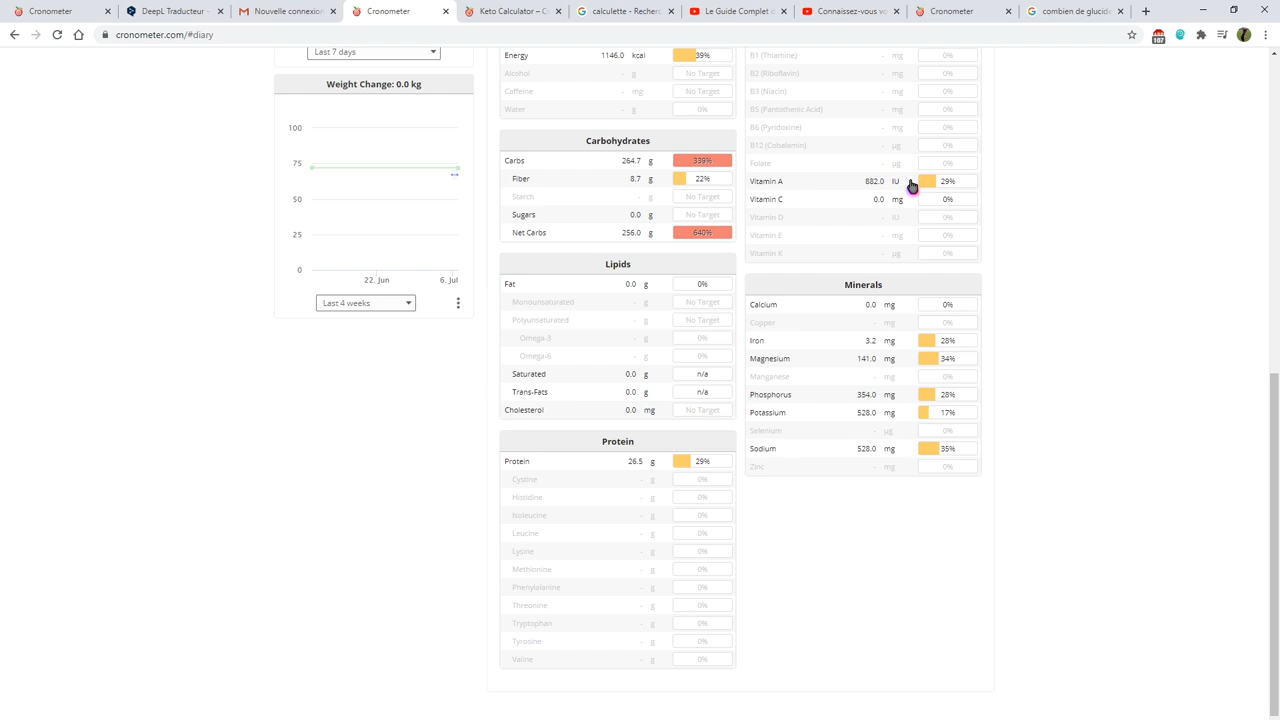 Cronometer
DeepL Traducteur -
Nouvelle connexion
Cronometer
Keto Calculator – C
calculette - Recherc
Le Guide Complet d
Connaissez-vous vo
Cronometer
combien de glucide
cronometer.com/#diary
107
Last 7 days
Weight Change: 0.0 kg
100
75
50
25
0
22. Jun
6. Jul
Last 4 weeks
Energy 1146.0 kcal 39%
Alcohol - g No Target
Caffeine - mg No Target
Water - g 0%
Carbohydrates
Carbs 264.7 g 339%
Fiber 8.7 g 22%
Starch - g No Target
Sugars 0.0 g No Target
Net Carbs 256.0 g 640%
Lipids
Fat 0.0 g 0%
Monounsaturated - g No Target
Polyunsaturated - g No Target
Omega-3 - g 0%
Omega-6 - g 0%
Saturated 0.0 g n/a
Trans-Fats 0.0 g n/a
Cholesterol 0.0 mg No Target
Protein
Protein 26.5 g 29%
Cystine - g 0%
Histidine - g 0%
Isoleucine - g 0%
Leucine - g 0%
Lysine - g 0%
Methionine - g 0%
Phenylalanine - g 0%
Threonine - g 0%
Tryptophan - g 0%
Tyrosine - g 0%
Valine - g 0%
B1 (Thiamine) - mg 0%
B2 (Riboflavin) - mg 0%
B3 (Niacin) - mg 0%
B5 (Pantothenic Acid) - mg 0%
B6 (Pyridoxine) - mg 0%
B12 (Cobalamin) - µg 0%
Folate - µg 0%
Vitamin A 882.0 IU 29%
Vitamin C 0.0 mg 0%
Vitamin D - IU 0%
Vitamin E - mg 0%
Vitamin K - µg 0%
Minerals
Calcium 0.0 mg 0%
Copper - mg 0%
Iron 3.2 mg 28%
Magnesium 141.0 mg 34%
Manganese - mg 0%
Phosphorus 354.0 mg 28%
Potassium 528.0 mg 17%
Selenium - µg 0%
Sodium 528.0 mg 35%
Zinc - mg 0%